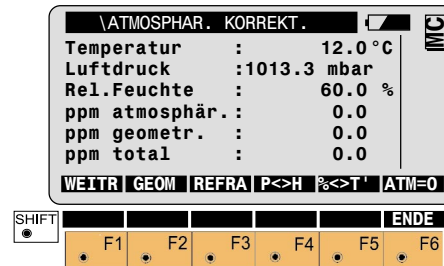 \ATMOSPHAR. KORREKT.
MC
Temperatur : 12.0°C
Luftdruck :1013.3 mbar
Rel.Feuchte : 60.0 %
ppm atmosphär.: 0.0
ppm geometr. : 0.0
ppm total : 0.0
WEITR GEOM REFRA P<>H %<>T' ATM=0
SHIFT ENDE
F1 F2 F3 F4 F5 F6